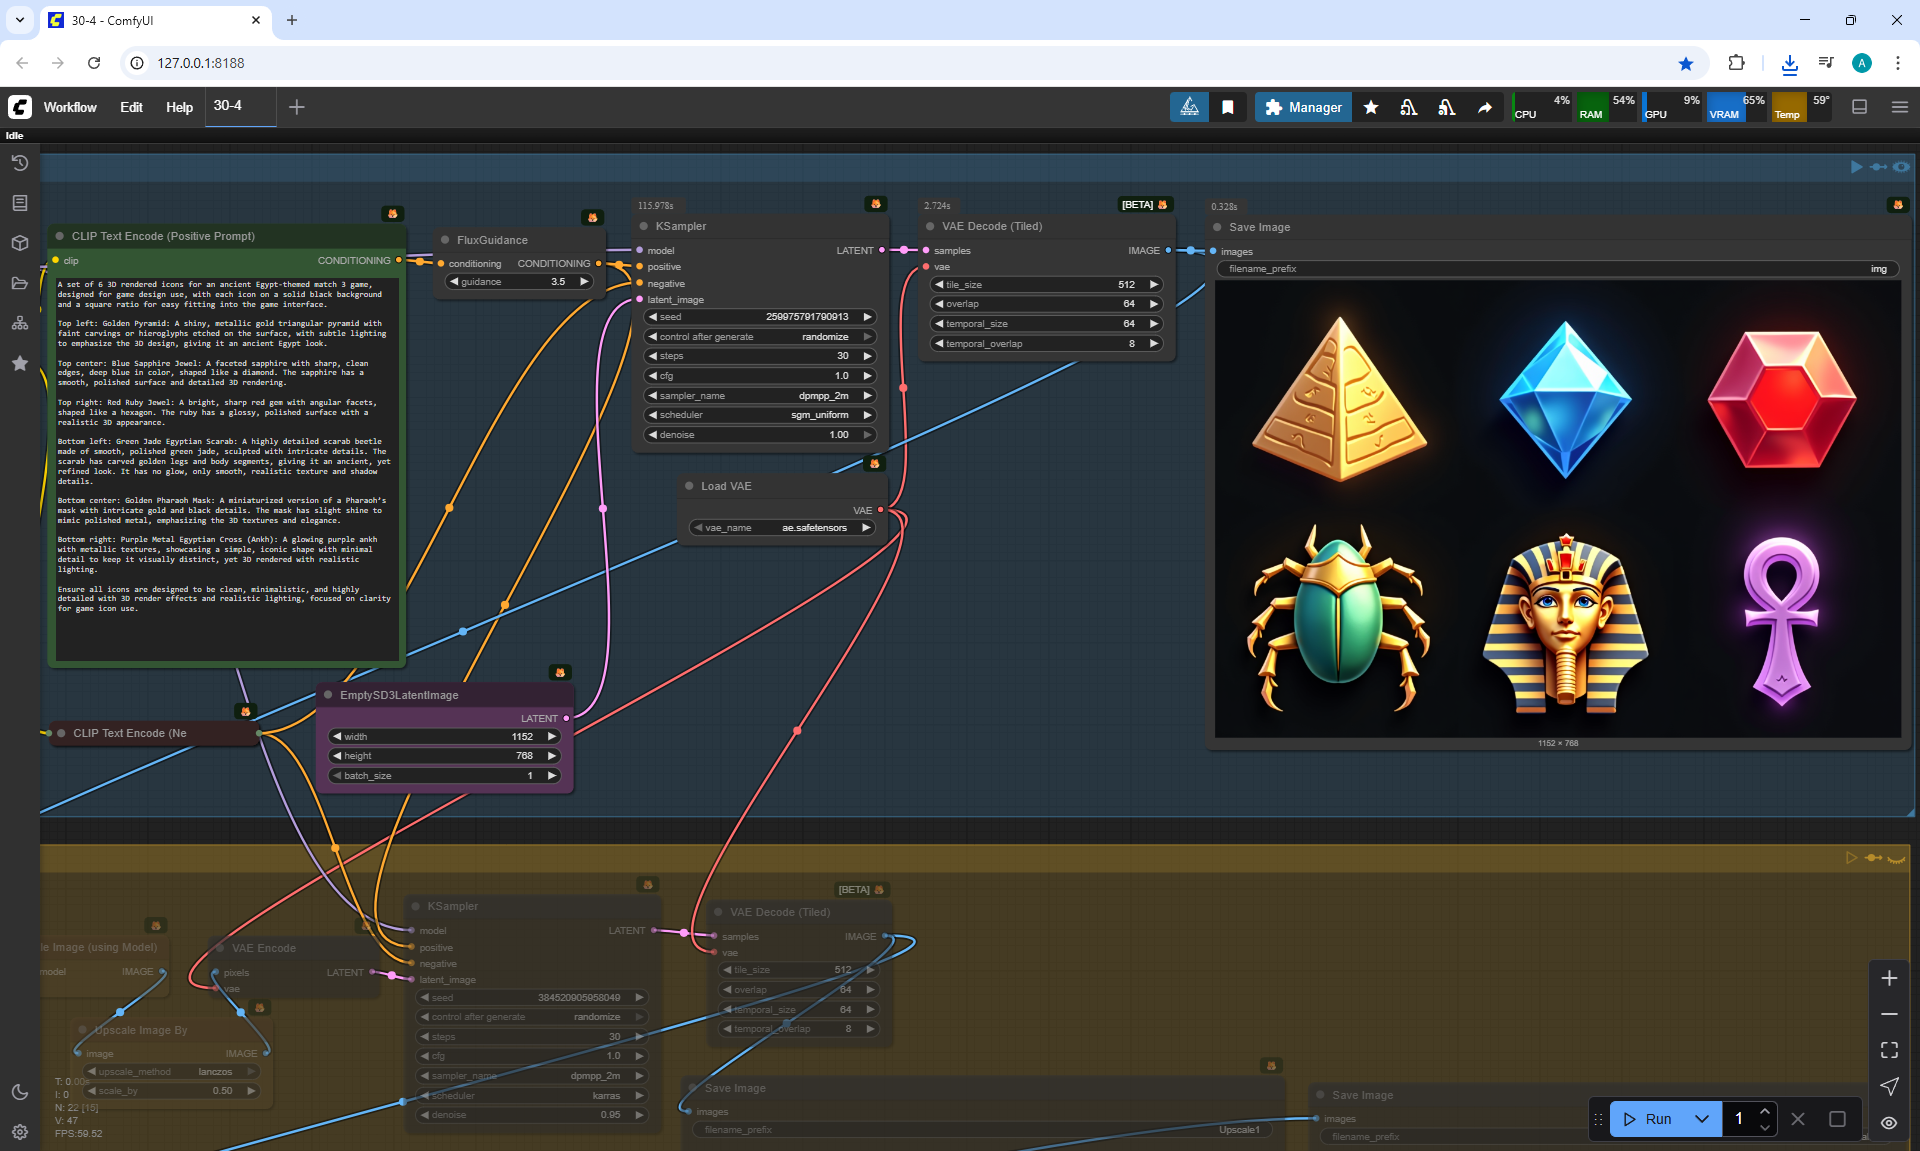 30-4 - ComfyUI
127.0.0.1:8188
A
Workflow
Edit
Help
30-4
Manager
4%
CPU
54%
RAM
9%
GPU
65%
VRAM
59°
Temp
Idle
CLIP Text Encode (Positive Prompt)
clip
CONDITIONING
A set of 6 3D rendered icons for an ancient Egypt-themed match 3 game,
designed for game design use, with each icon on a solid black background
and a square ratio for easy fitting into the game interface.
Top left: Golden Pyramid: A shiny, metallic gold triangular pyramid with
faint carvings or hieroglyphs etched on the surface, with subtle lighting
to emphasize the 3D design, giving it an ancient Egypt look.
Top center: Blue Sapphire Jewel: A faceted sapphire with sharp, clean
edges, deep blue in color, shaped like a diamond. The sapphire has a
smooth, polished surface and detailed 3D rendering.
Top right: Red Ruby Jewel: A bright, sharp red gem with angular facets,
shaped like a hexagon. The ruby has a glossy, polished surface with a
realistic 3D appearance.
Bottom left: Green Jade Egyptian Scarab: A highly detailed scarab beetle
made of smooth, polished green jade, sculpted with intricate details. The
scarab has carved golden legs and body segments, giving it an ancient, yet
refined look. It has no glow, only smooth, realistic texture and shadow
details.
Bottom center: Golden Pharaoh Mask: A miniaturized version of a Pharaoh's
mask with intricate gold and black details. The mask has slight shine to
mimic polished metal, emphasizing the 3D textures and elegance.
Bottom right: Purple Metal Egyptian Cross (Ankh): A glowing purple ankh
with metallic textures, showcasing a simple, iconic shape with minimal
detail to keep it visually distinct, yet 3D rendered with realistic
lighting.
Ensure all icons are designed to be clean, minimalistic, and highly
detailed with 3D render effects and realistic lighting, focused on clarity
for game icon use.
FluxGuidance
conditioning
CONDITIONING
guidance
3.5
115.978s
KSampler
model
LATENT
positive
negative
latent_image
seed
259975791790913
control after generate
randomize
steps
30
cfg
1.0
sampler_name
dpmpp_2m
scheduler
sgm_uniform
denoise
1.00
2.724s
[BETA]
VAE Decode (Tiled)
samples
IMAGE
vae
tile_size
512
overlap
64
temporal_size
64
temporal_overlap
8
0.328s
Save Image
images
filename_prefix
img
1152 × 768
Load VAE
VAE
vae_name
ae.safetensors
EmptySD3LatentImage
LATENT
width
1152
height
768
batch_size
1
CLIP Text Encode (Ne
le Image (using Model)
model
IMAGE
VAE Encode
pixels
LATENT
vae
Upscale Image By
image
IMAGE
upscale_method
lanczos
scale_by
0.50
KSampler
model
LATENT
positive
negative
latent_image
seed
384520905958049
control after generate
randomize
steps
30
cfg
1.0
sampler_name
dpmpp_2m
scheduler
karras
denoise
0.95
[BETA]
VAE Decode (Tiled)
samples
IMAGE
vae
tile_size
512
overlap
64
temporal_size
64
temporal_overlap
8
Save Image
images
filename_prefix
Upscale1
Save Image
images
filename_prefix
T: 0.00s
I: 0
N: 22 [15]
V: 47
FPS:59.52
Run
1